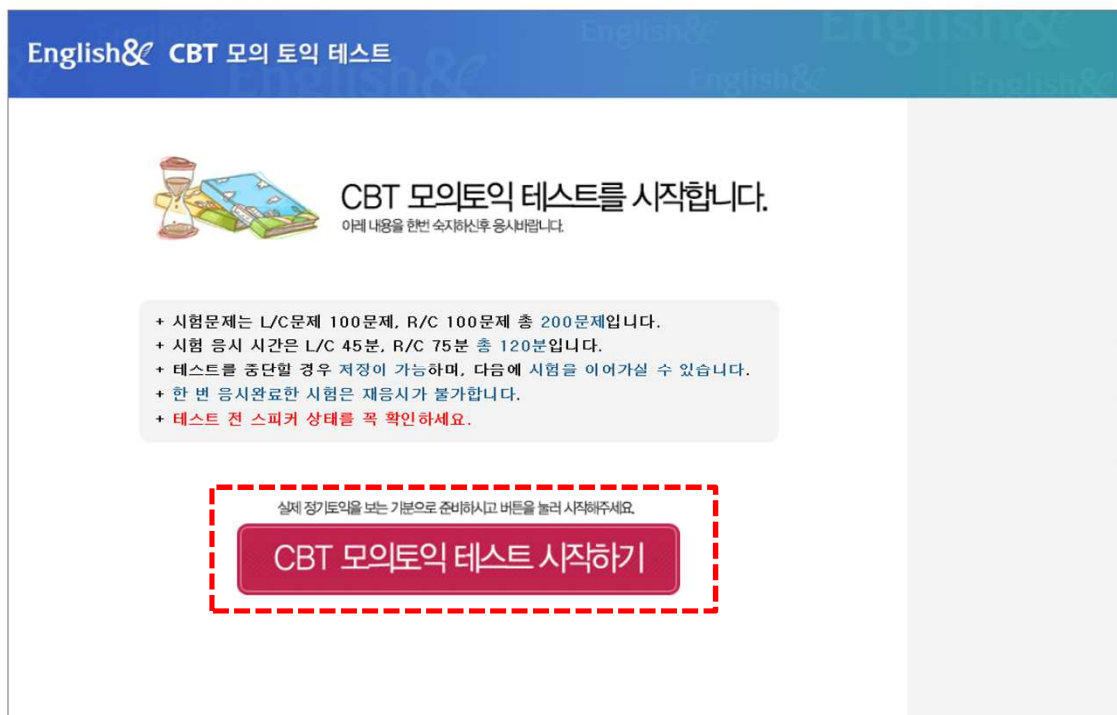 English& CBT 모의 토익 테스트
CBT 모의토익 테스트를 시작합니다.
아래 내용을 한번 숙지하신후 응시바랍니다.
+ 시험문제는 L/C문제 100문제, R/C 100문제 총 200문제입니다.
+ 시험 응시 시간은 L/C 45분, R/C 75분 총 120분입니다.
+ 테스트를 중단할 경우 저장이 가능하며, 다음에 시험을 이어가실 수 있습니다.
+ 한 번 응시완료한 시험은 재응시가 불가합니다.
+ 테스트 전 스피커 상태를 꼭 확인하세요.
실제 정기토익을 보는 기분으로 준비하시고 버튼을 눌러 시작해주세요.
CBT 모의토익 테스트 시작하기